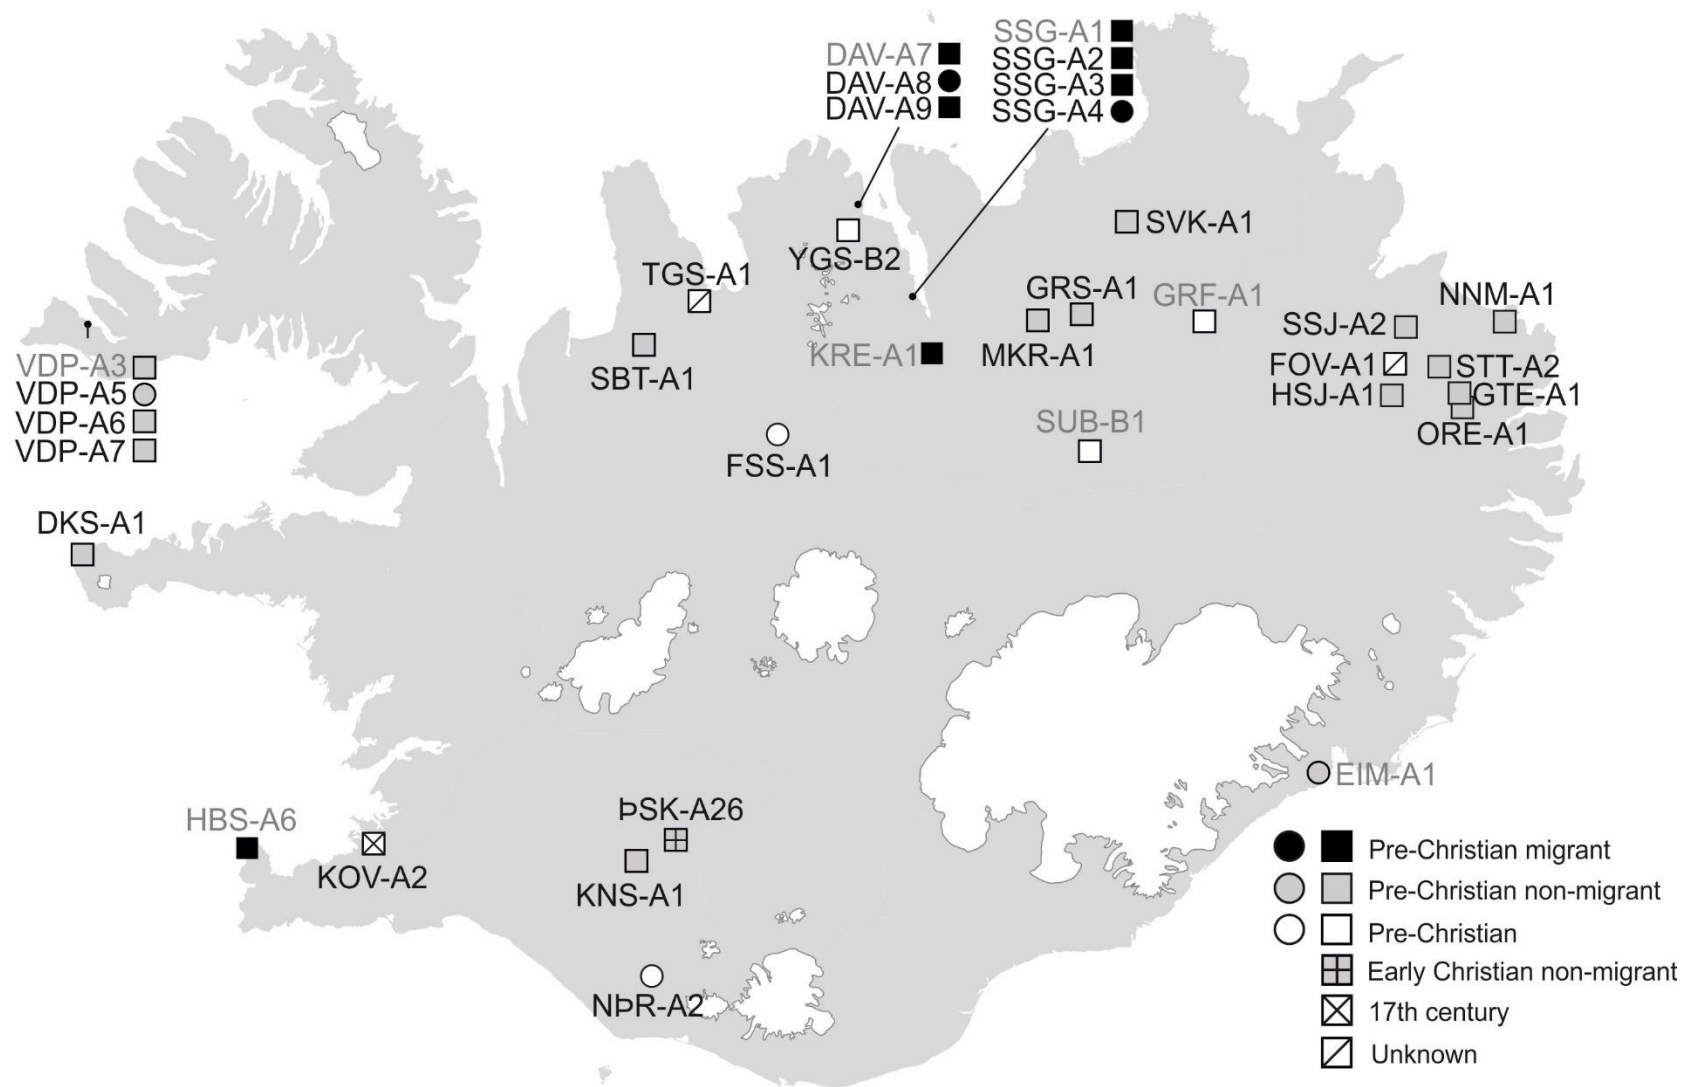 SSG-A1
DAV-A7
SSG-A2
DAV-A8
SSG-A3
DAV-A9
SSG-A4
SVK-A1
YGS-B2
TGS-A1
GRS-A1
GRF-A1
NNM-A1
SSJ-A2
VDP-A3
KRE-A1
MKR-A1
FOV-A1
STT-A2
SBT-A1
VDP-A5
HSJ-A1
GTE-A1
VDP-A6
SUB-B1
ORE-A1
VDP-A7
FSS-A1
DKS-A1
EIM-A1
ÞSK-A26
HBS-A6
KOV-A2
KNS-A1
NÞR-A2
Pre-Christian migrant
Pre-Christian non-migrant
Pre-Christian
Early Christian non-migrant
17th century
Unknown